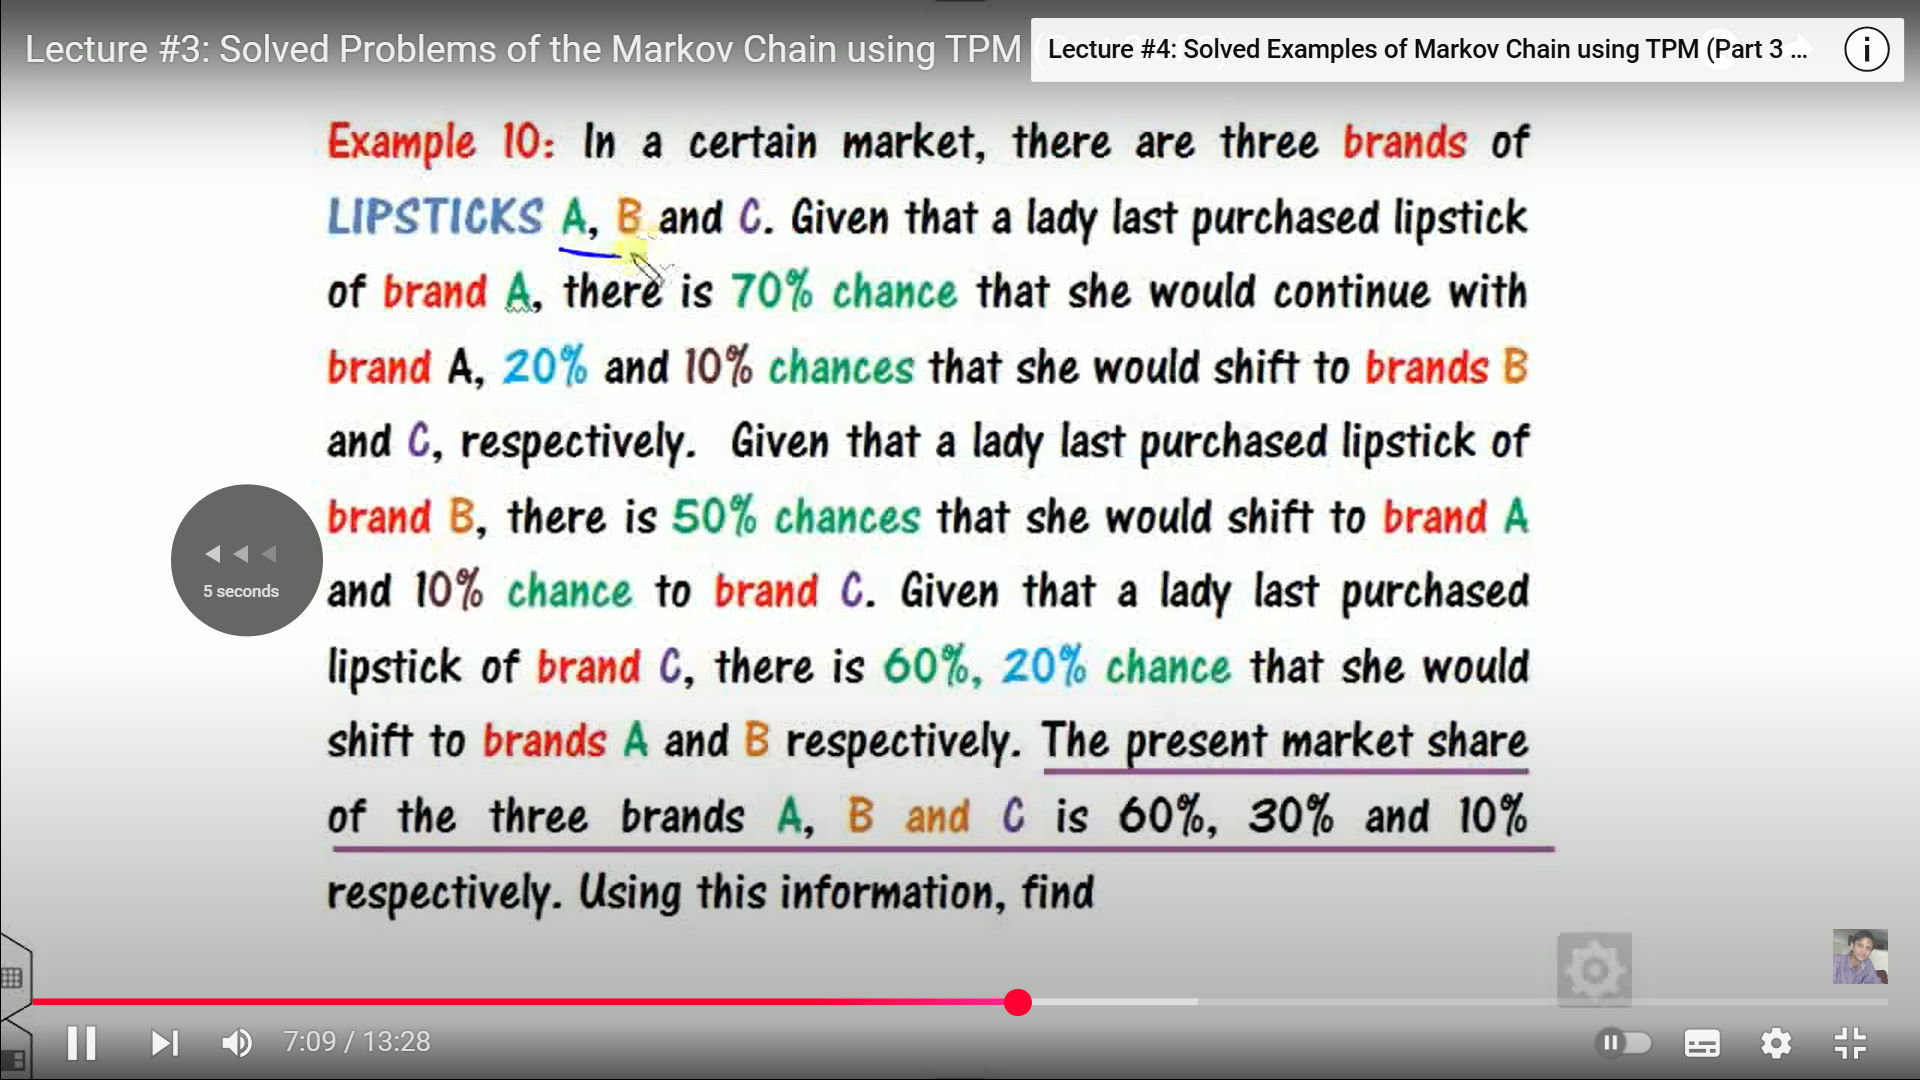 Lecture #3: Solved Problems of the Markov Chain using TPM
Lecture #4: Solved Examples of Markov Chain using TPM (Part 3 ...
Example 10: In a certain market, there are three brands of
LIPSTICKS A, B and C. Given that a lady last purchased lipstick
of brand A, there is 70% chance that she would continue with
brand A, 20% and 10% chances that she would shift to brands B
and C, respectively. Given that a lady last purchased lipstick of
brand B, there is 50% chances that she would shift to brand A
and 10% chance to brand C. Given that a lady last purchased
lipstick of brand C, there is 60%, 20% chance that she would
shift to brands A and B respectively. The present market share
of the three brands A, B and C is 60%, 30% and 10%
respectively. Using this information, find
5 seconds
7:09 / 13:28